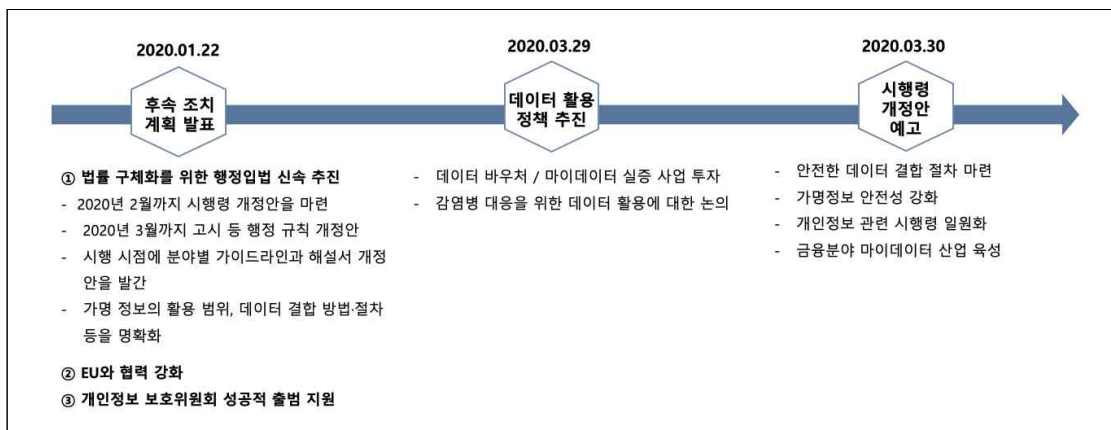 2020.01.22
후속 조치
계획 발표
① 법률 구체화를 위한 행정입법 신속 추진
- 2020년 2월까지 시행령 개정안을 마련
- 2020년 3월까지 고시 등 행정 규칙 개정안
- 시행 시점에 분야별 가이드라인과 해설서 개정
안을 발간
- 가명 정보의 활용 범위, 데이터 결합 방법·절차
등을 명확화
② EU와 협력 강화
③ 개인정보 보호위원회 성공적 출범 지원
2020.03.29
데이터 활용
정책 추진
- 데이터 바우처 / 마이데이터 실증 사업 투자
- 감염병 대응을 위한 데이터 활용에 대한 논의
2020.03.30
시행령
개정안
예고
- 안전한 데이터 결합 절차 마련
- 가명정보 안전성 강화
- 개인정보 관련 시행령 일원화
- 금융분야 마이데이터 산업 육성